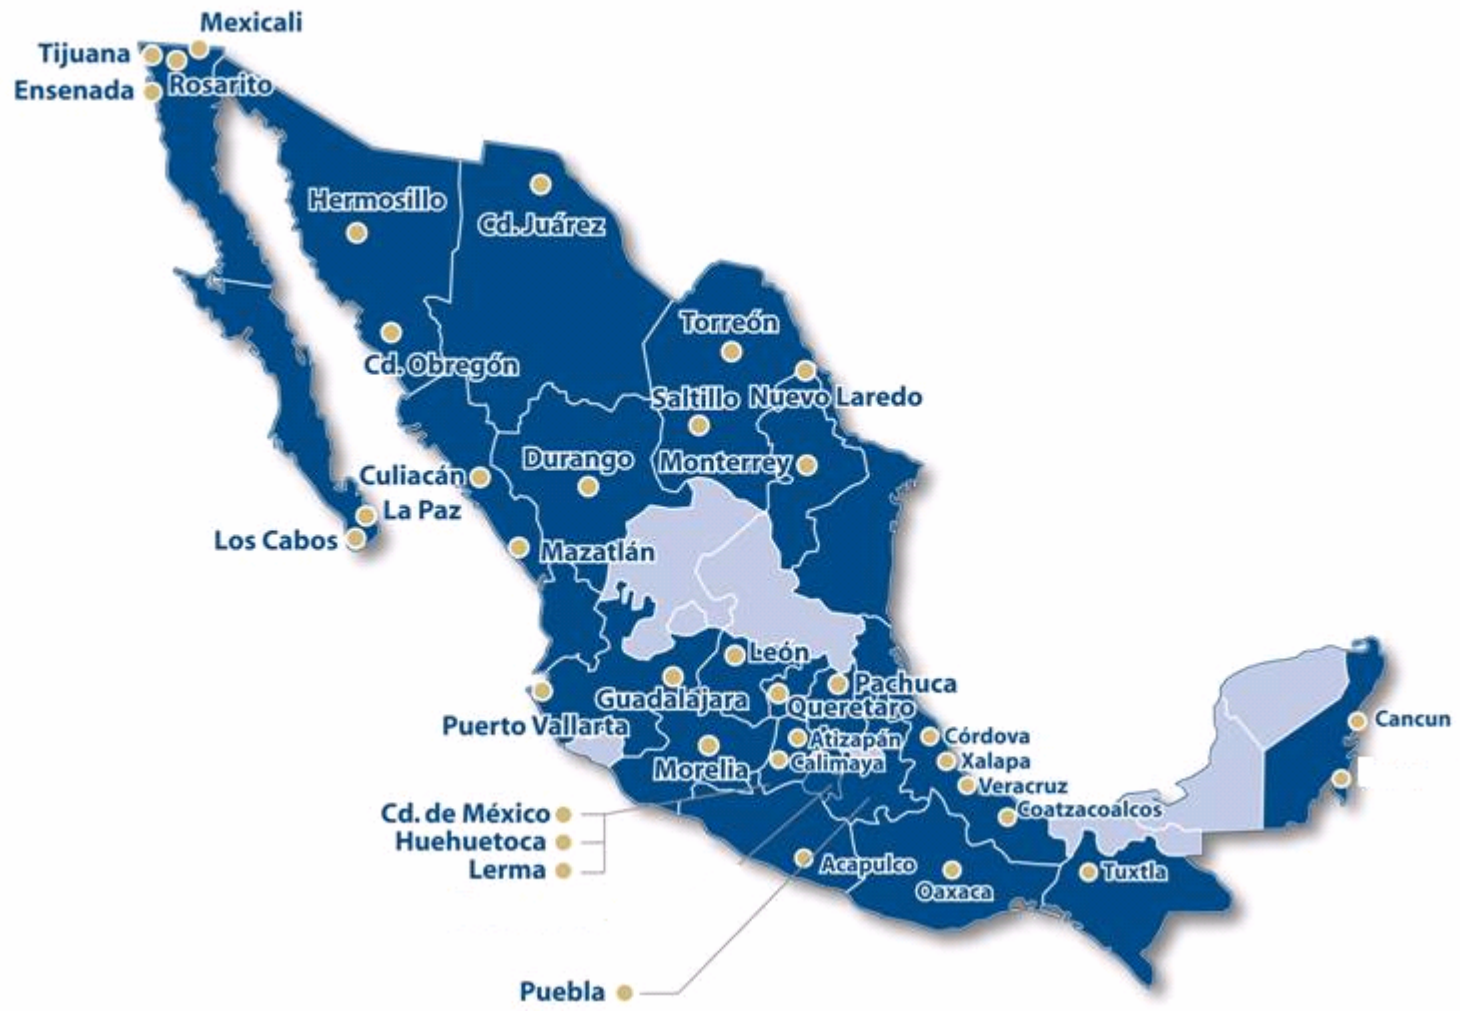 Mexicali
Tijuana
Rosarito
Ensenada
Hermosillo
Cd. Juárez
Torreón
Cd. Obregón
Saltillo
Nuevo Laredo
Durango
Monterrey
Culiacán
La Paz
Los Cabos
Mazatlán
León
Pachuca
Guadalajara
Queretaro
Puerto Vallarta
Cancun
Atizapán
Córdova
Calimaya
Xalapa
Morelia
Veracruz
Cd. de México
Coatzacoalcos
Huehuetoca
Lerma
Acapulco
Tuxtla
Oaxaca
Puebla